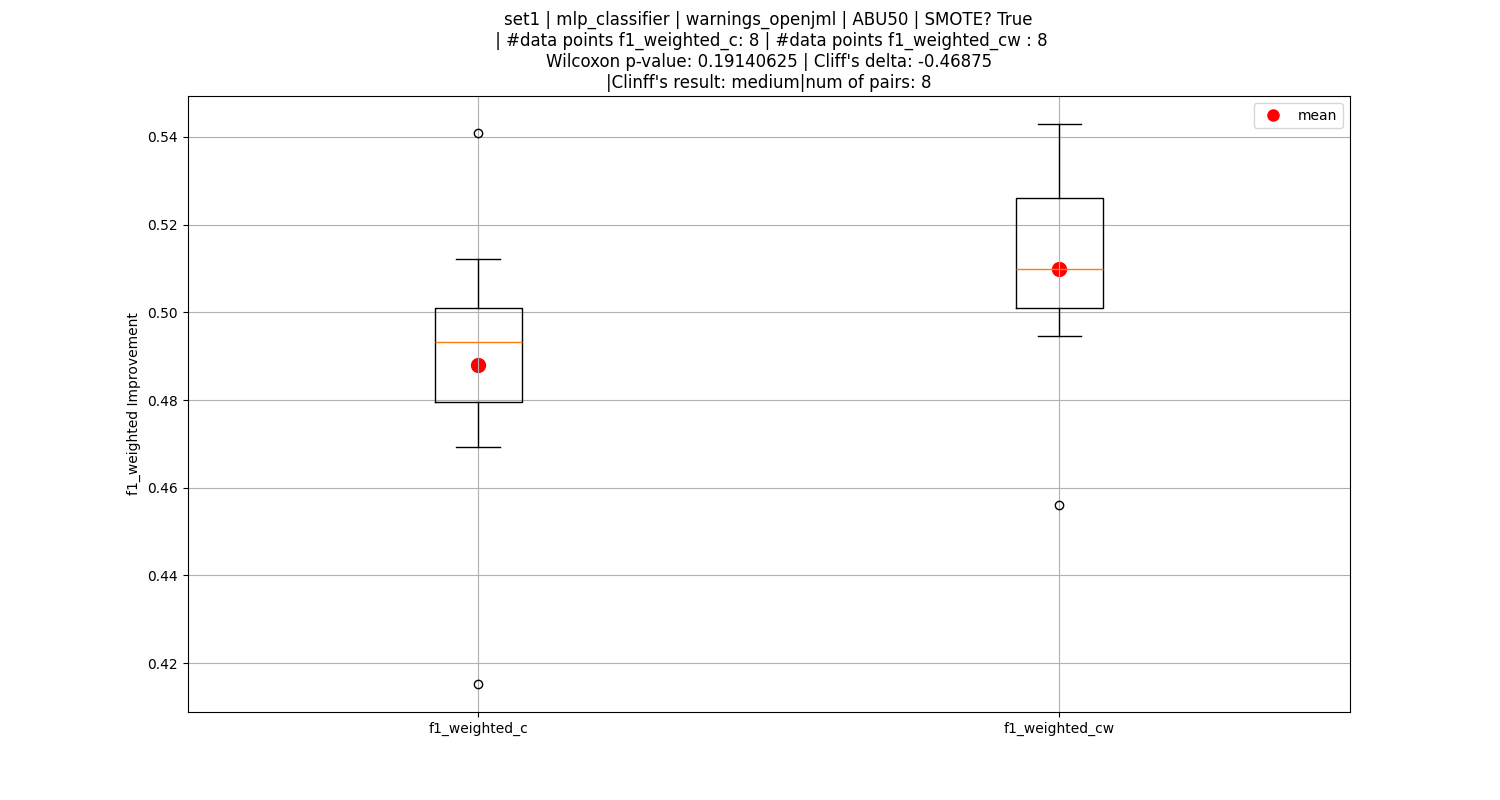 set1 | mlp_classifier | warnings_openjml | ABU50 | SMOTE? True
| #data points f1_weighted_c: 8 | #data points f1_weighted_cw : 8
Wilcoxon p-value: 0.19140625 | Cliff's delta: -0.46875
|Clinff's result: medium|num of pairs: 8
mean
0.54
0.52
0.50
0.48
0.46
0.44
0.42
f1_weighted Improvement
f1_weighted_c
f1_weighted_cw